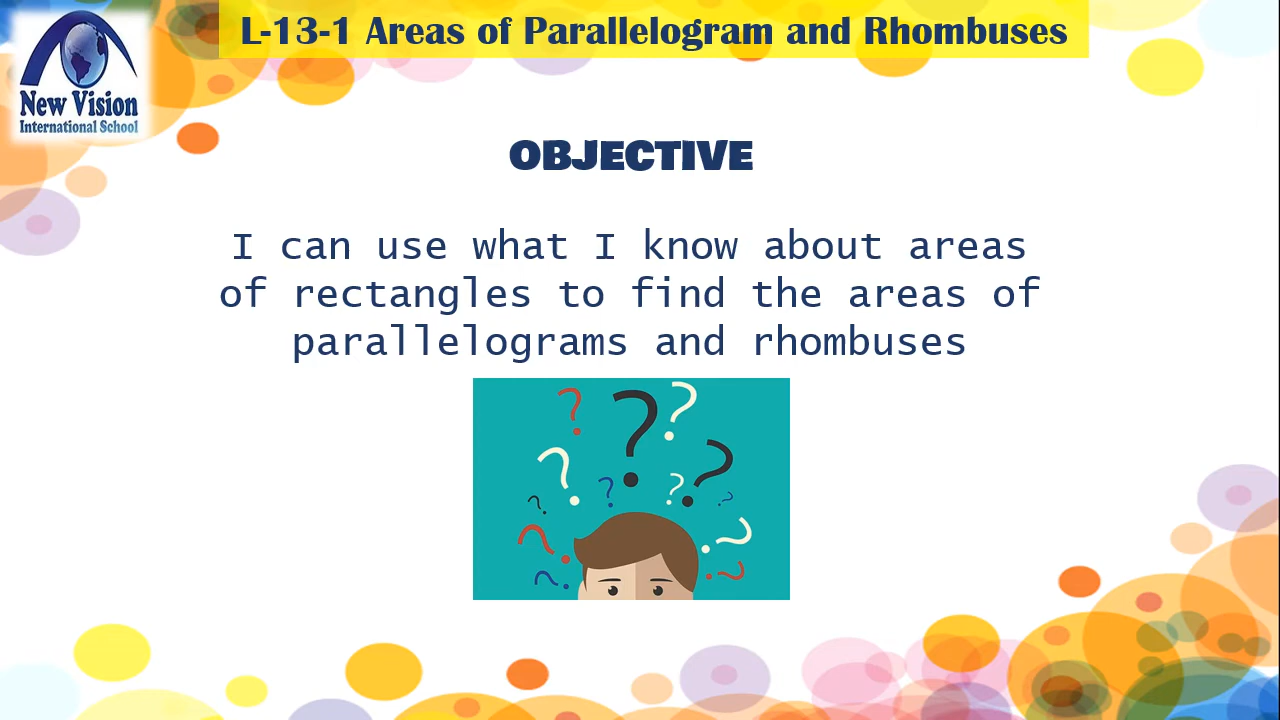 L-13-1 Areas of Parallelogram and Rhombuses
New Vision
International School
OBJECTIVE
I can use what I know about areas
of rectangles to find the areas of
parallelograms and rhombuses